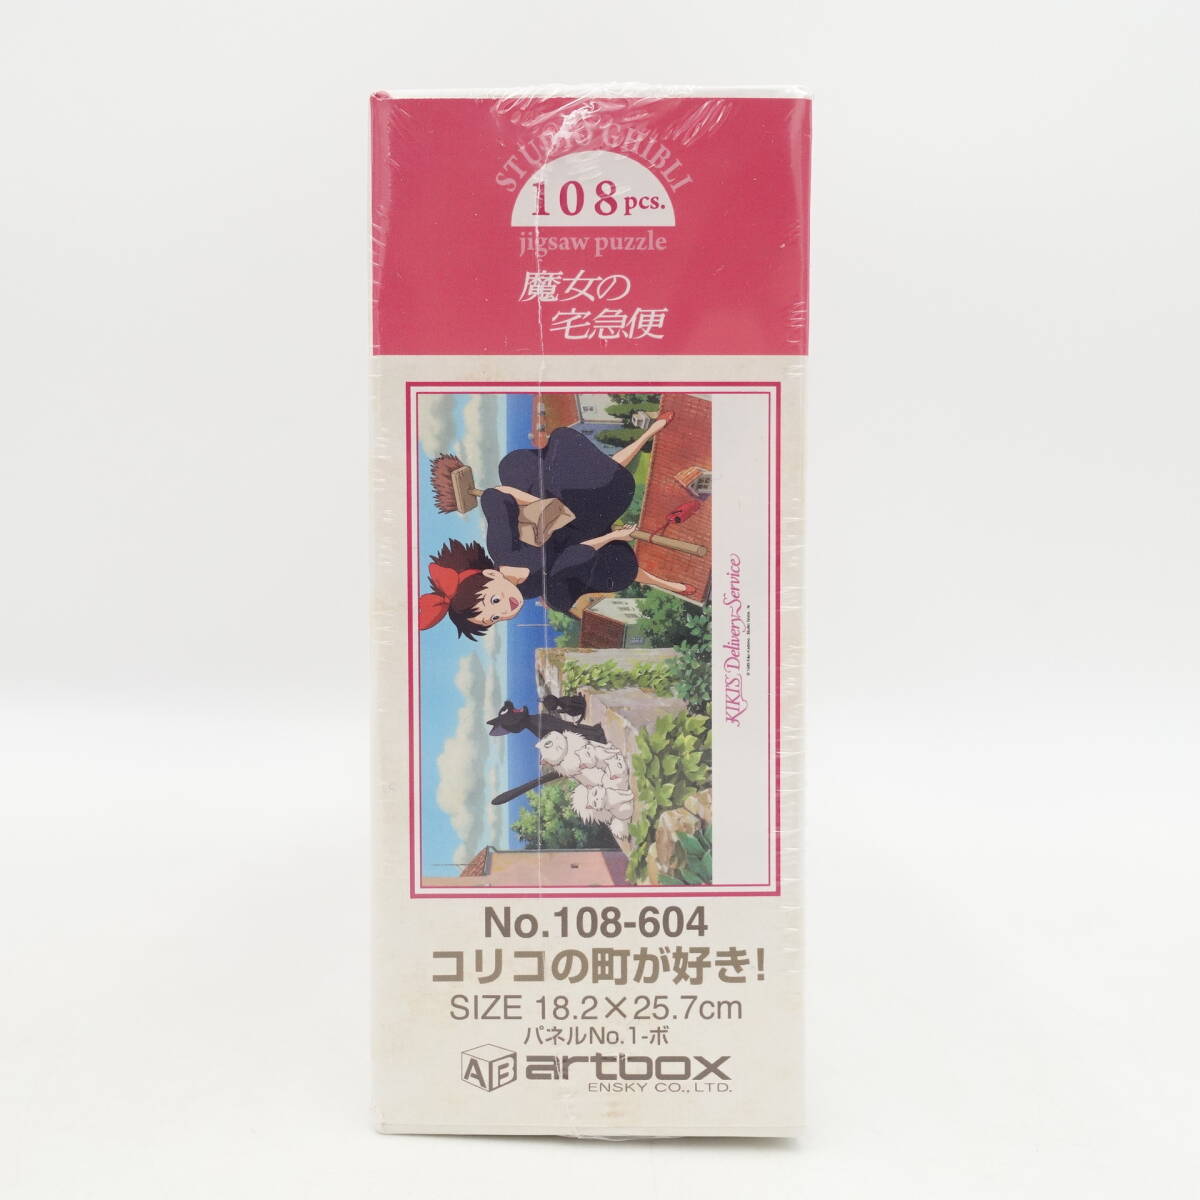 STUDIO GHIBLI
108pcs.
jigsaw puzzle
魔女の
宅急便
KIKI'S Delivery Service
No.108-604
コリコの町が好き!
SIZE 18.2×25.7cm
パネルNo.1-ボ
AB artbox
ENSKY CO.,LTD.